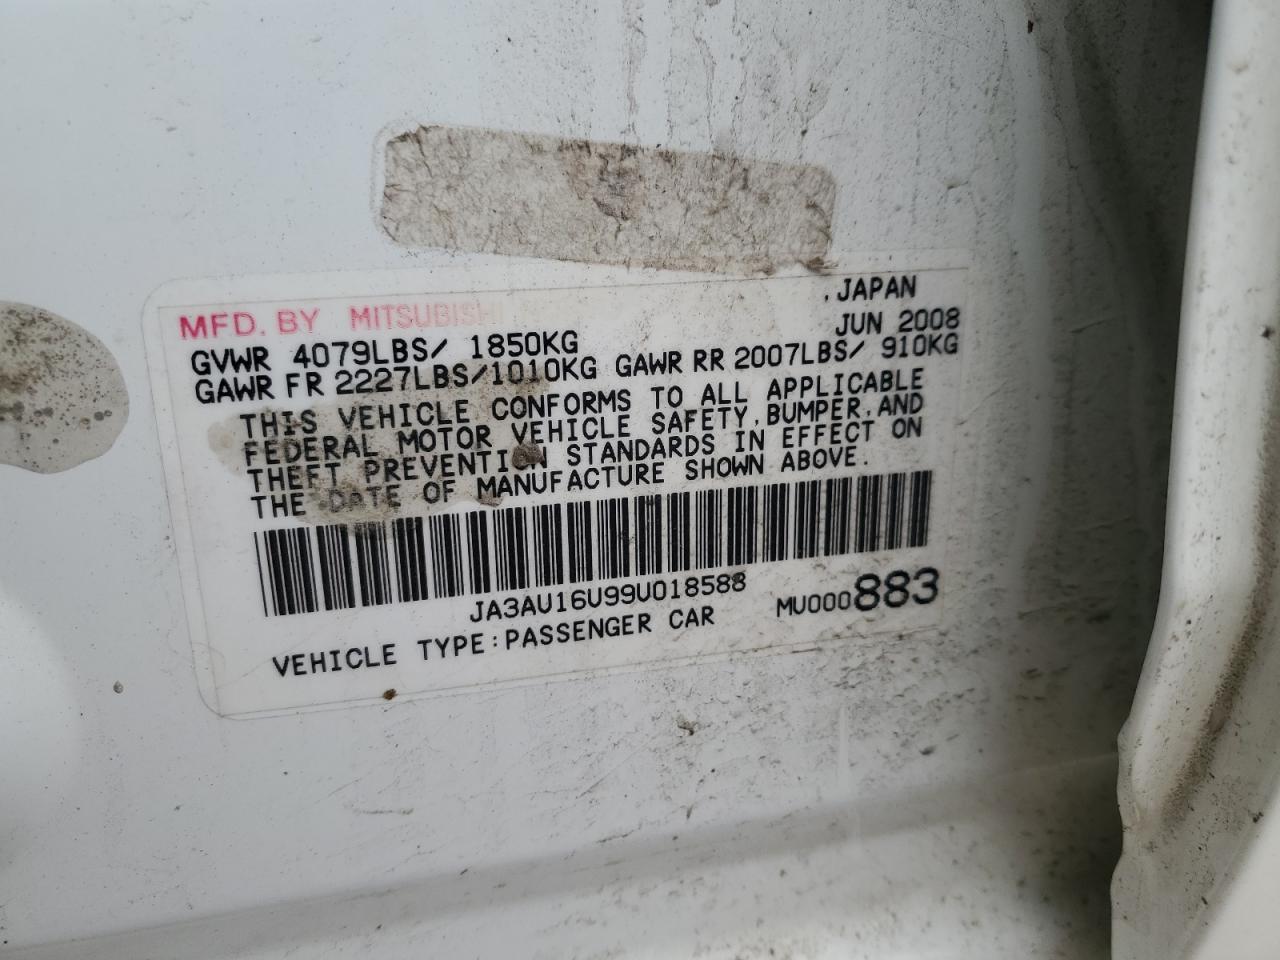 MFD. BY MITSUBISHI , JAPAN
JUN 2008
GVWR 4079LBS/ 1850KG
GAWR FR 2227LBS/1010KG GAWR RR 2007LBS/ 910KG
THIS VEHICLE CONFORMS TO ALL APPLICABLE
FEDERAL MOTOR VEHICLE SAFETY, BUMPER, AND
THEFT PREVENTION STANDARDS IN EFFECT ON
THE DATE OF MANUFACTURE SHOWN ABOVE.
JA3AU16U99U018588
MU000883
VEHICLE TYPE:PASSENGER CAR